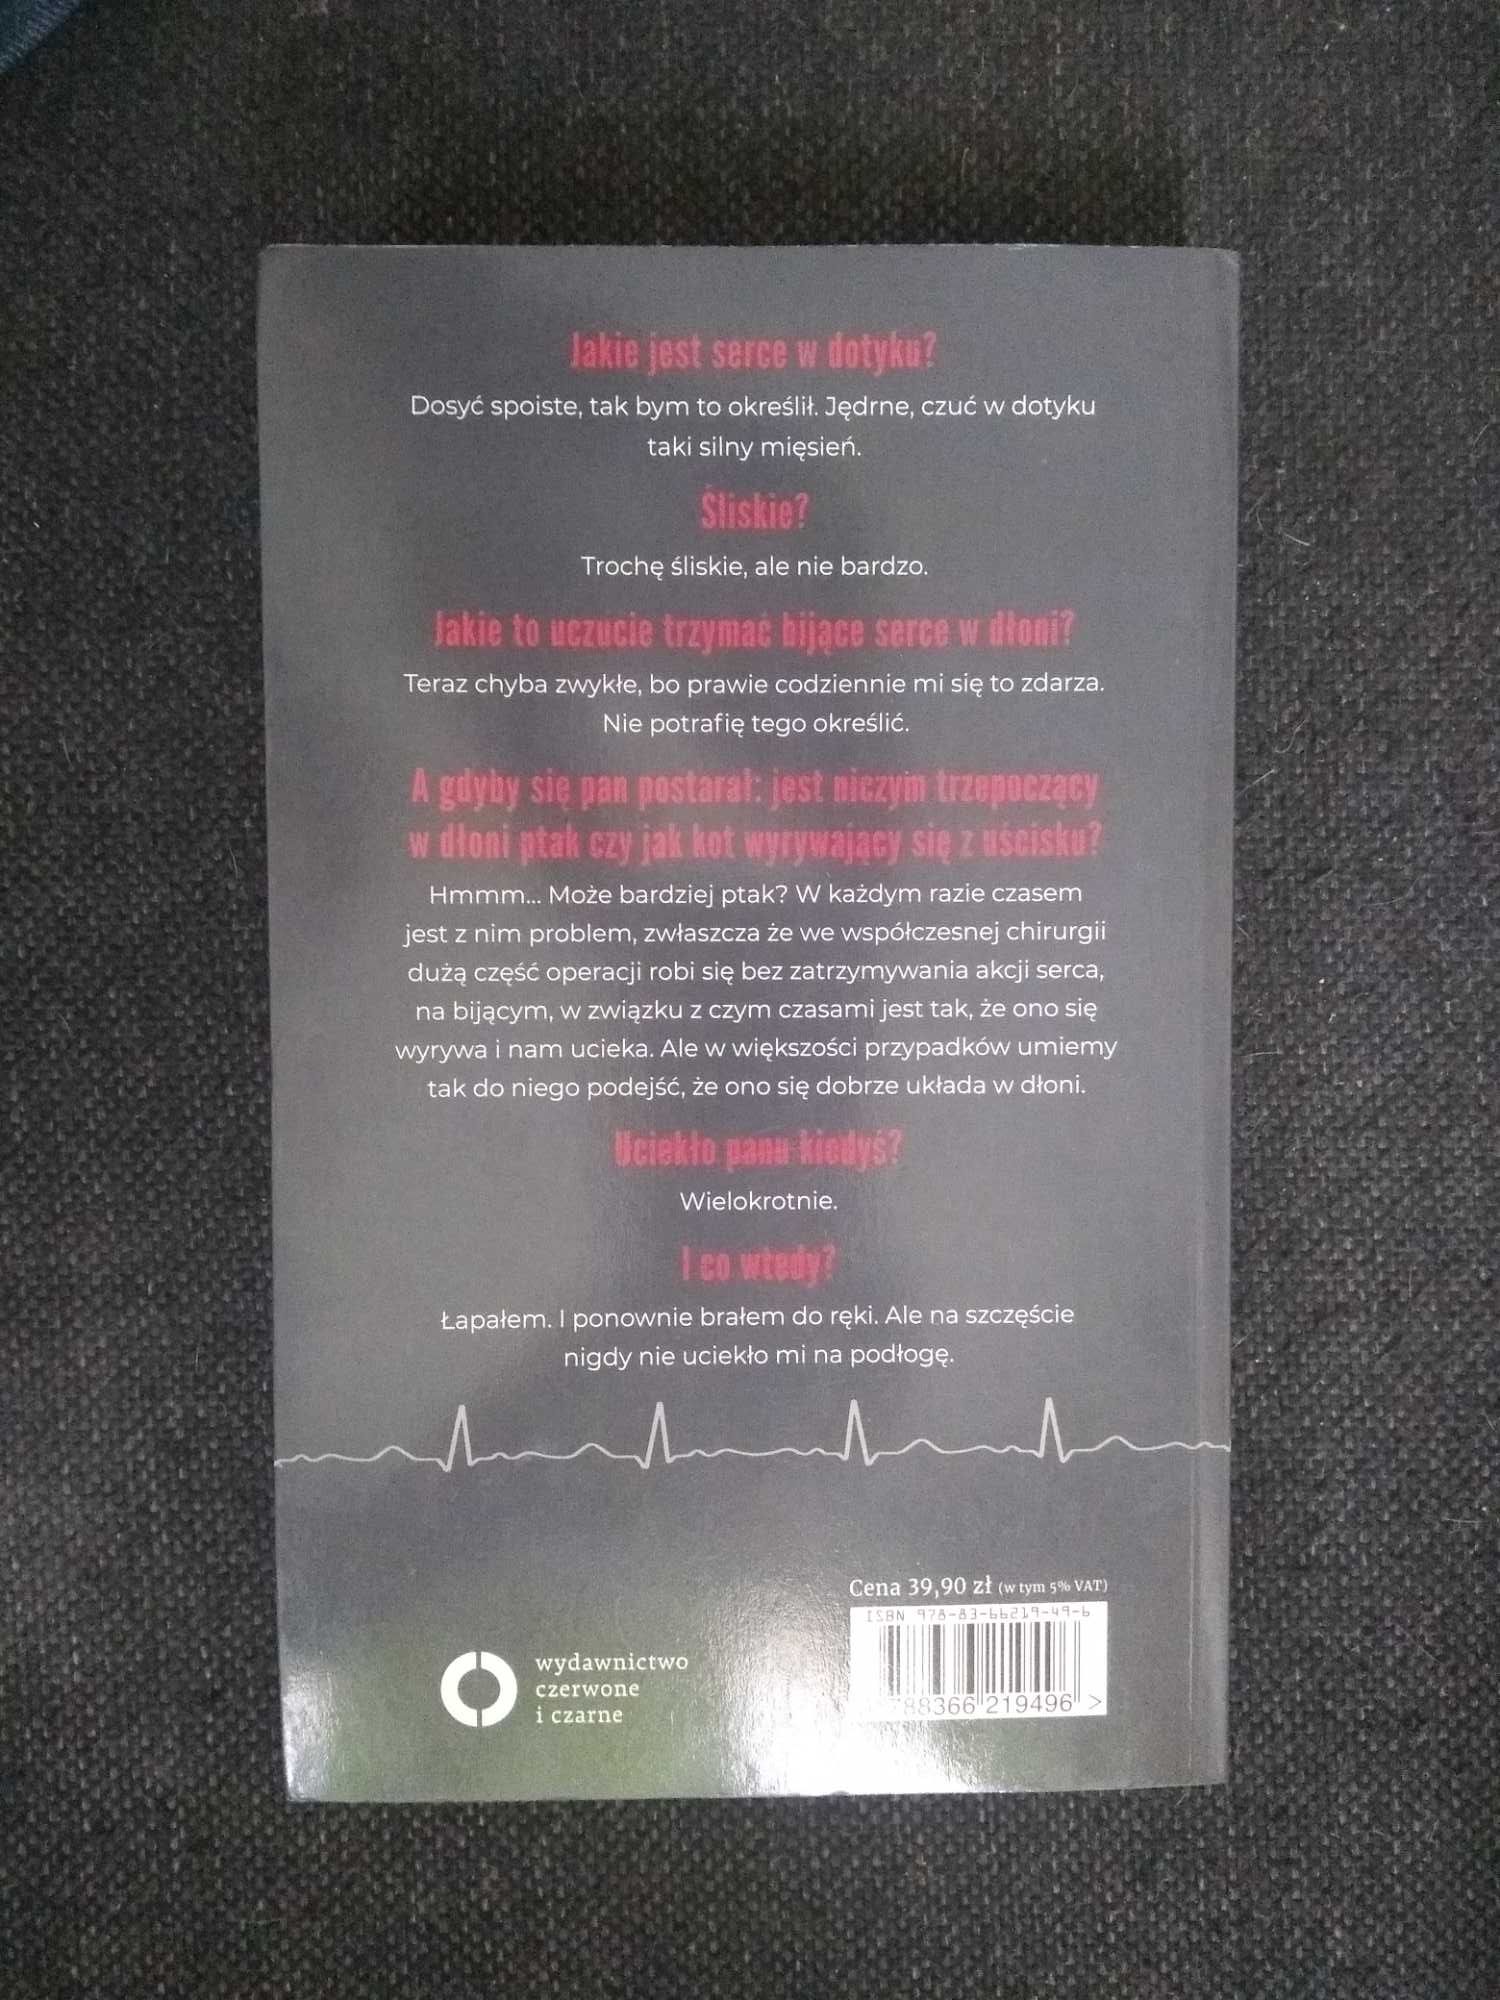 Jakie jest serce w dotyku?
Dosyć spoiste, tak bym to określił. Jędrne, czuć w dotyku
taki silny mięsień.
Śliskie?
Trochę śliskie, ale nie bardzo.
Jakie to uczucie trzymać bijące serce w dłoni?
Teraz chyba zwykłe, bo prawie codziennie mi się to zdarza.
Nie potrafię tego określić.
A gdyby się pan postarał: jest niczym trzepoczący
w dłoni ptak czy jak kot wyrywający się z uścisku?
Hmmm... Może bardziej ptak? W każdym razie czasem
jest z nim problem, zwłaszcza że we współczesnej chirurgii
dużą część operacji robi się bez zatrzymywania akcji serca,
na bijącym, w związku z czym czasami jest tak, że ono się
wyrywa i nam ucieka. Ale w większości przypadków umiemy
tak do niego podejść, że ono się dobrze układa w dłoni.
Uciekło panu kiedyś?
Wielokrotnie.
I co wtedy?
Łapałem. I ponownie brałem do ręki. Ale na szczęście
nigdy nie uciekło mi na podłogę.
Cena 39,90 zł (w tym 5% VAT)
ISBN 978-83-66219-49-6
788366 219496 >
wydawnictwo
czerwone
i czarne